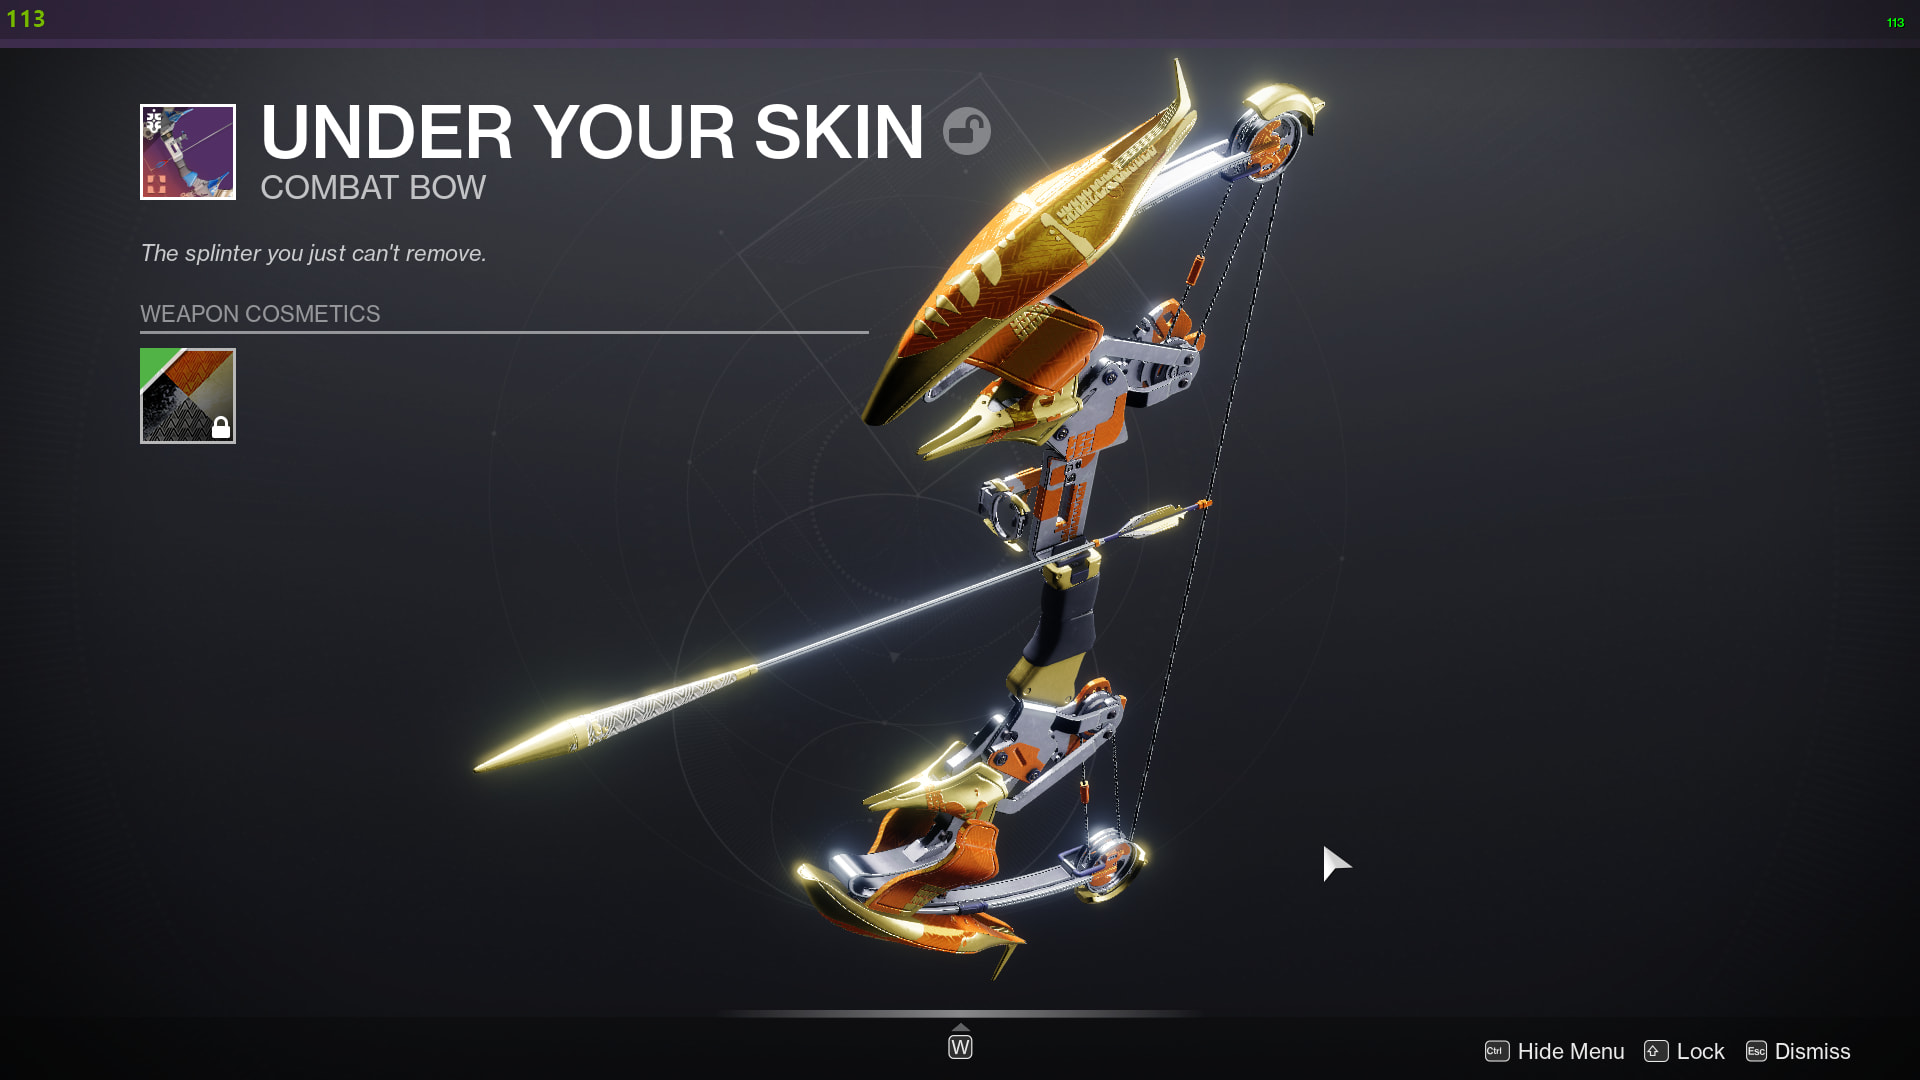 113
113
UNDER YOUR SKIN
COMBAT BOW
The splinter you just can't remove.
WEAPON COSMETICS
W
Ctrl Hide Menu
Lock
Esc Dismiss